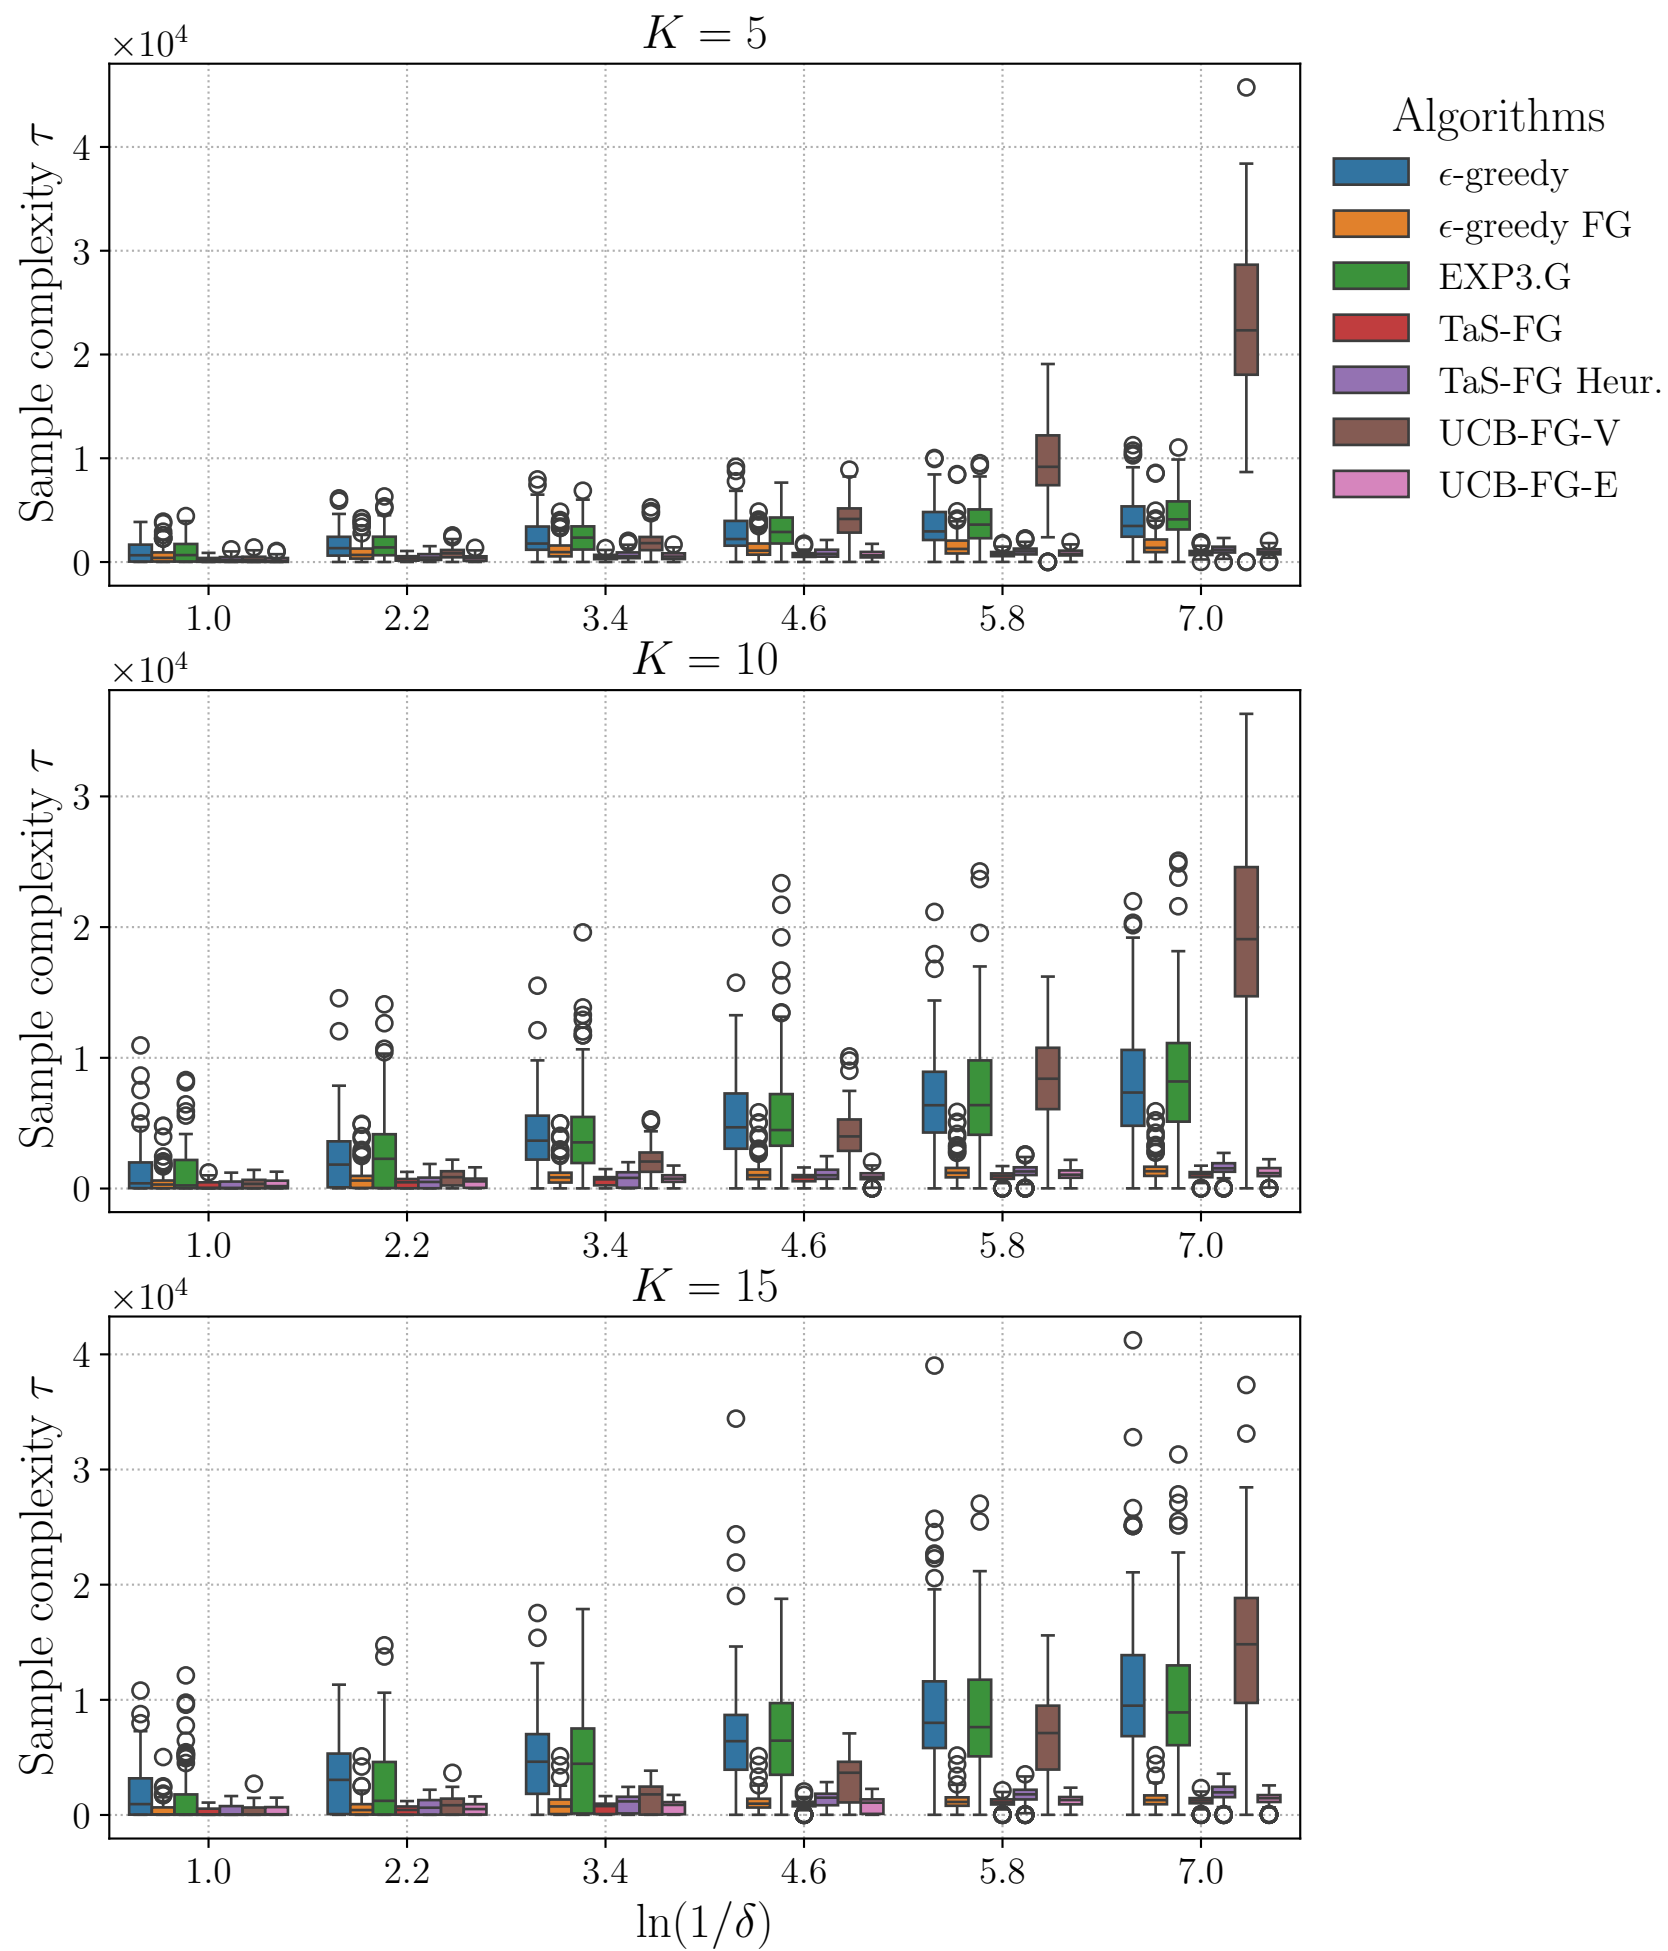 ×10⁴
K = 5
Sample complexity τ
4
3
2
1
0
1.0 2.2 3.4 4.6 5.8 7.0
Algorithms
ϵ-greedy
ϵ-greedy FG
EXP3.G
TaS-FG
TaS-FG Heur.
UCB-FG-V
UCB-FG-E
×10⁴
K = 10
Sample complexity τ
3
2
1
0
1.0 2.2 3.4 4.6 5.8 7.0
×10⁴
K = 15
Sample complexity τ
4
3
2
1
0
1.0 2.2 3.4 4.6 5.8 7.0
ln(1/δ)